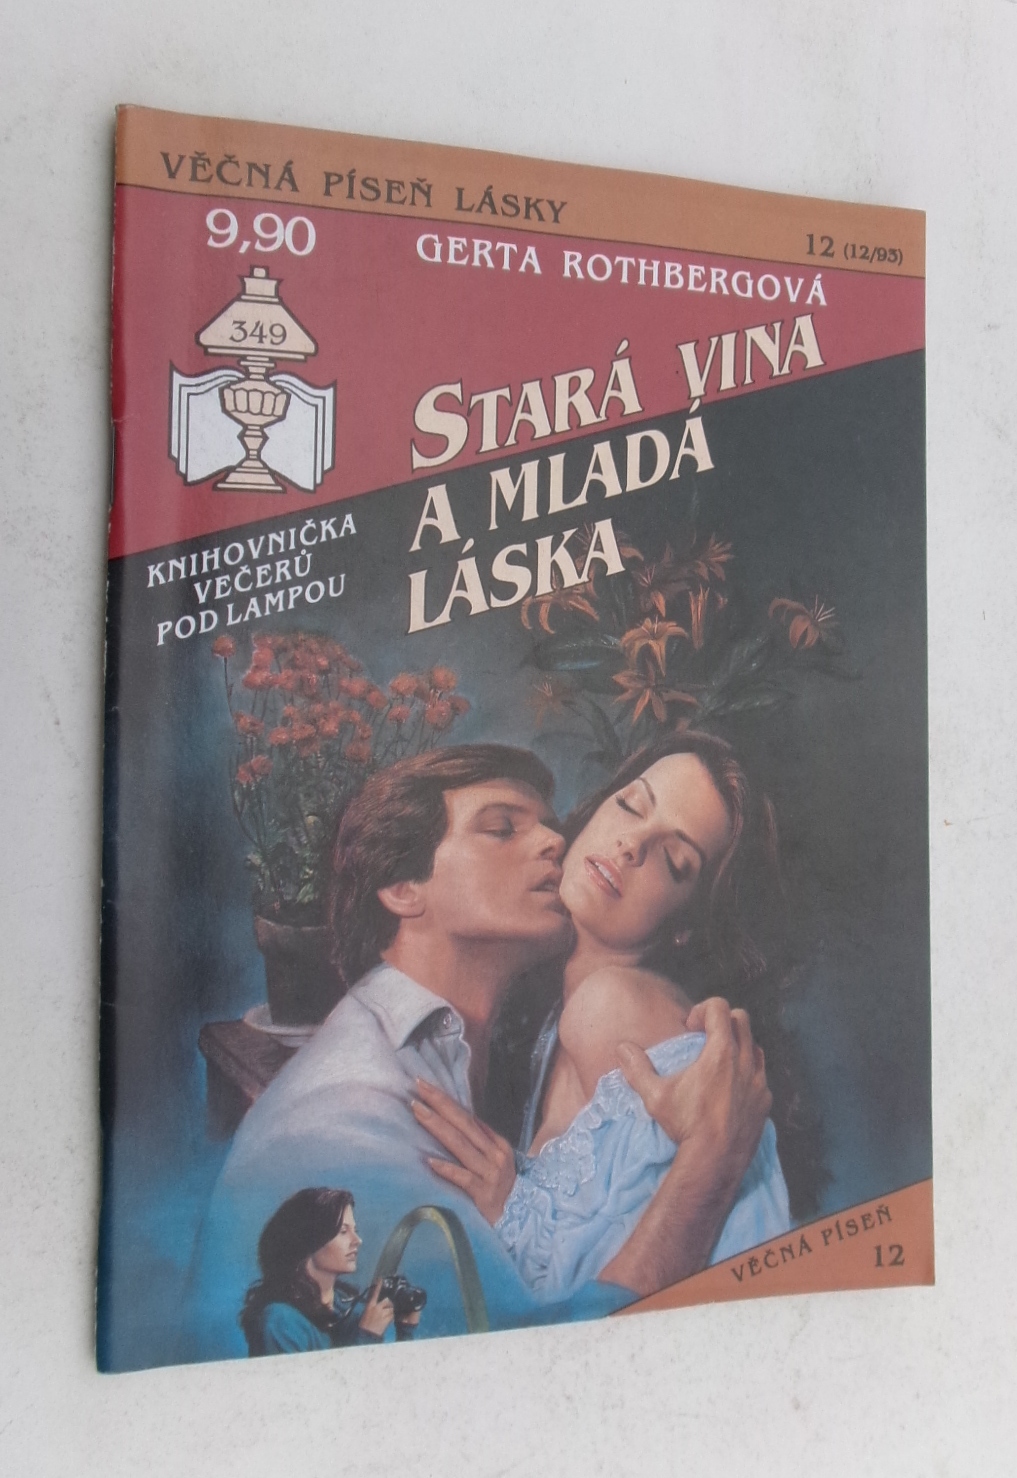 VĚČNÁ PÍSEŇ LÁSKY
12 (12/93)
9,90
GERTA ROTHBERGOVÁ
349
STARÁ VINA
A MLADÁ
LÁSKA
KNIHOVNIČKA
VEČERŮ
POD LAMPOU
VĚČNÁ PÍSEŇ
12